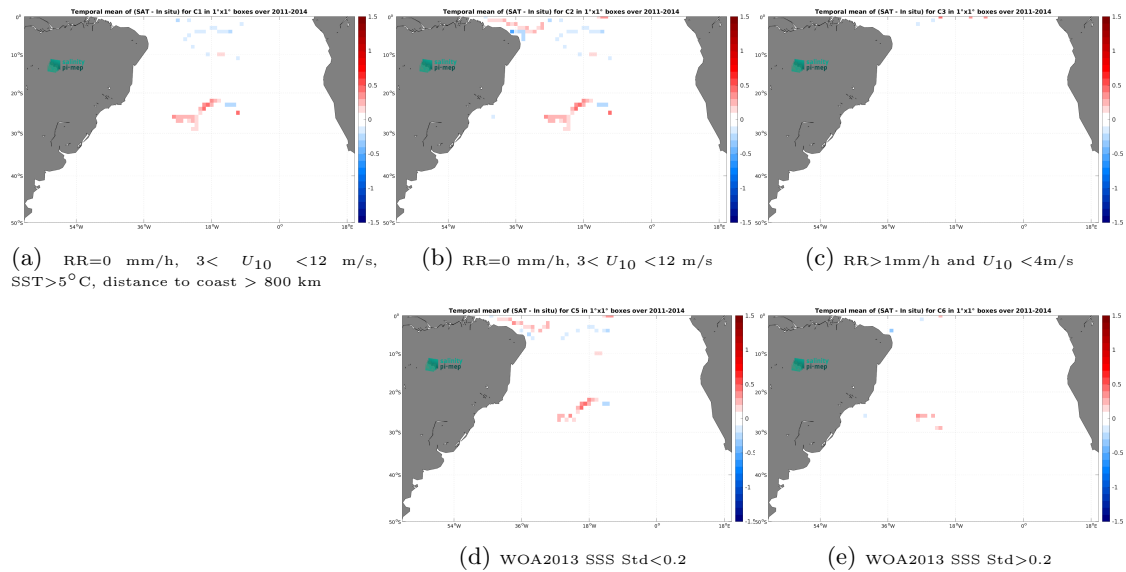 Temporal mean of (SAT - In situ) for C1 in 1°x1° boxes over 2011-2014
0°
10°S
20°S
30°S
40°S
50°S
54°W 36°W 18°W 0° 18°E
1.5
1
0.5
0
-0.5
-1
-1.5
pi-mep
Temporal mean of (SAT - In situ) for C2 in 1°x1° boxes over 2011-2014
0°
10°S
20°S
30°S
40°S
50°S
54°W 36°W 18°W 0° 18°E
1.5
1
0.5
0
-0.5
-1
-1.5
pi-mep
Temporal mean of (SAT - In situ) for C3 in 1°x1° boxes over 2011-2014
0°
10°S
20°S
30°S
40°S
50°S
54°W 36°W 18°W 0° 18°E
1.5
1
0.5
0
-0.5
-1
-1.5
pi-mep
(a) RR=0 mm/h, 3< U10 <12 m/s,
SST>5°C, distance to coast > 800 km
(b) RR=0 mm/h, 3< U10 <12 m/s
(c) RR>1mm/h and U10 <4m/s
Temporal mean of (SAT - In situ) for C5 in 1°x1° boxes over 2011-2014
0°
10°S
20°S
30°S
40°S
50°S
54°W 36°W 18°W 0° 18°E
1.5
1
0.5
0
-0.5
-1
-1.5
pi-mep
Temporal mean of (SAT - In situ) for C6 in 1°x1° boxes over 2011-2014
0°
10°S
20°S
30°S
40°S
50°S
54°W 36°W 18°W 0° 18°E
1.5
1
0.5
0
-0.5
-1
-1.5
pi-mep
(d) WOA2013 SSS Std<0.2
(e) WOA2013 SSS Std>0.2